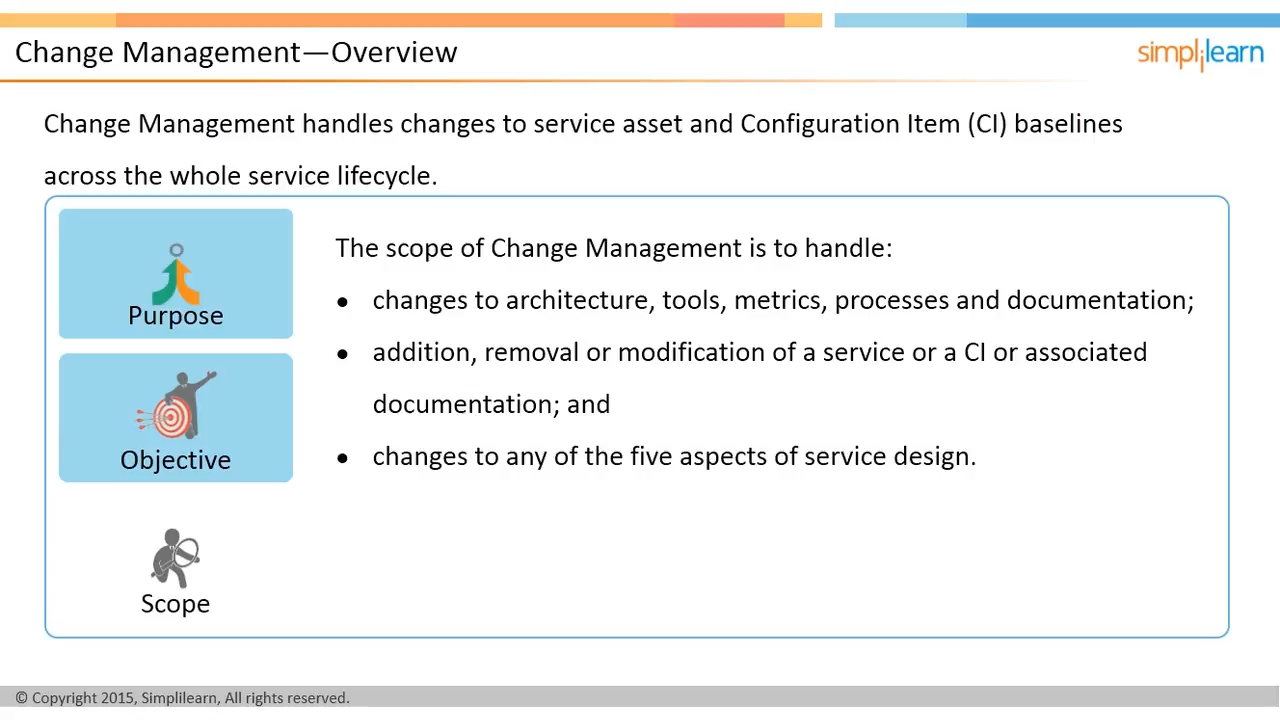 Change Management—Overview
simplilearn
Change Management handles changes to service asset and Configuration Item (CI) baselines
across the whole service lifecycle.
Purpose
Objective
Scope
The scope of Change Management is to handle:
● changes to architecture, tools, metrics, processes and documentation;
● addition, removal or modification of a service or a CI or associated
documentation; and
● changes to any of the five aspects of service design.
© Copyright 2015, Simplilearn, All rights reserved.